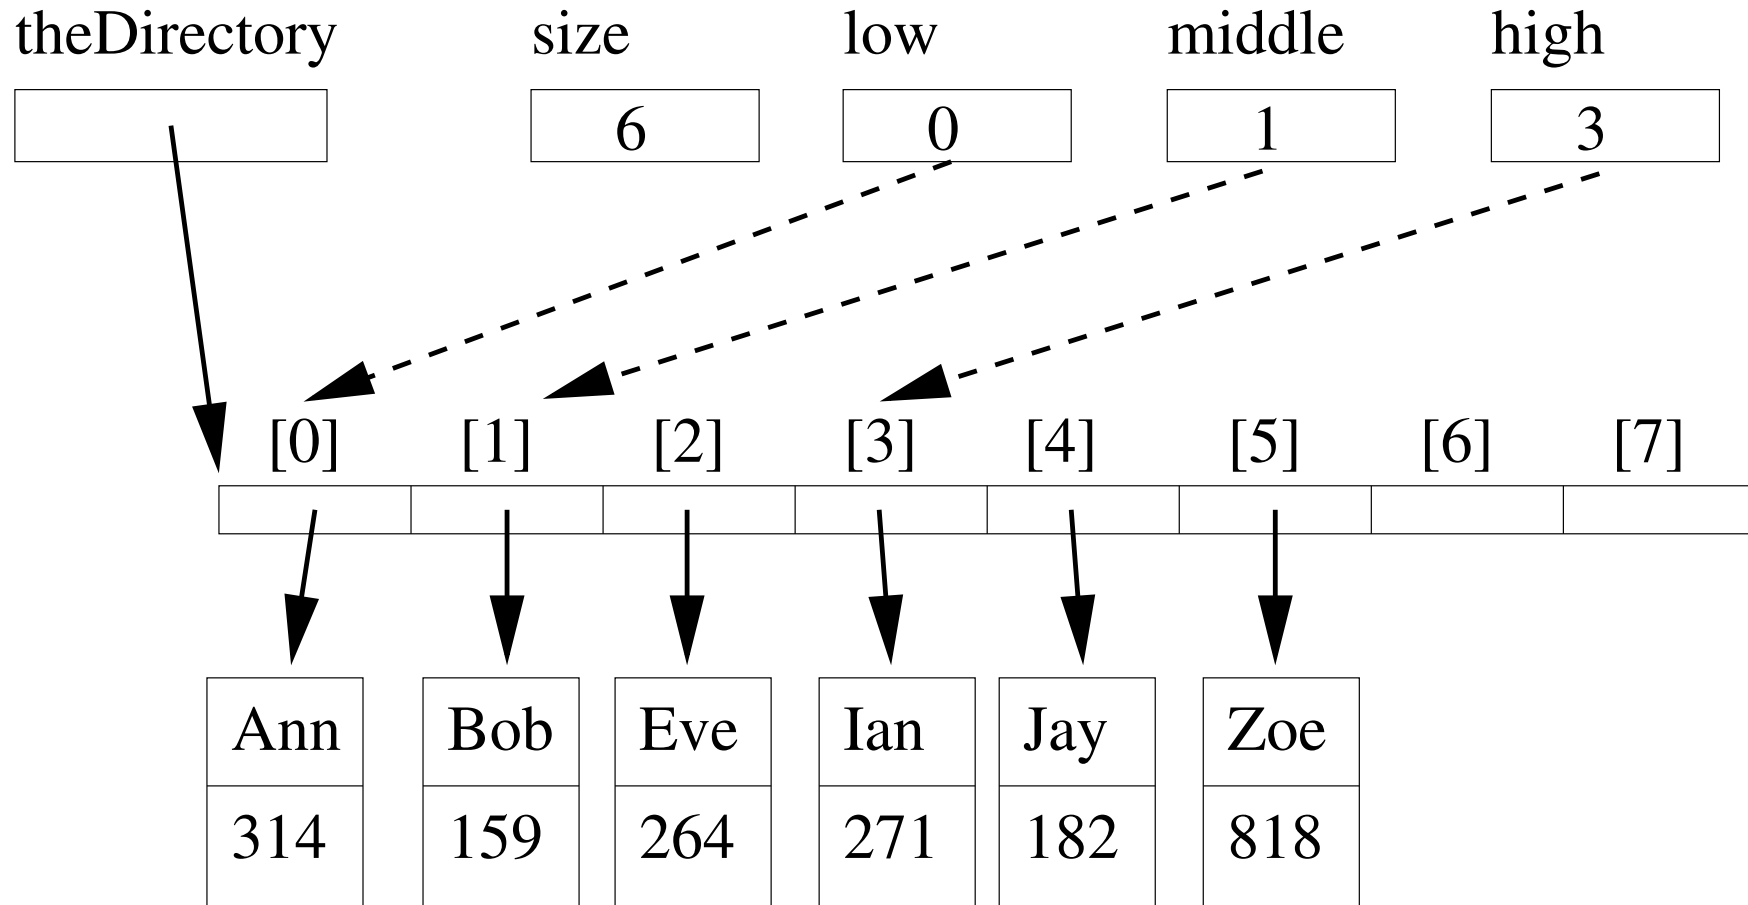 theDirectory size low middle high
6 0 1 3
[0] [1] [2] [3] [4] [5] [6] [7]
Ann Bob Eve Ian Jay Zoe
314 159 264 271 182 818